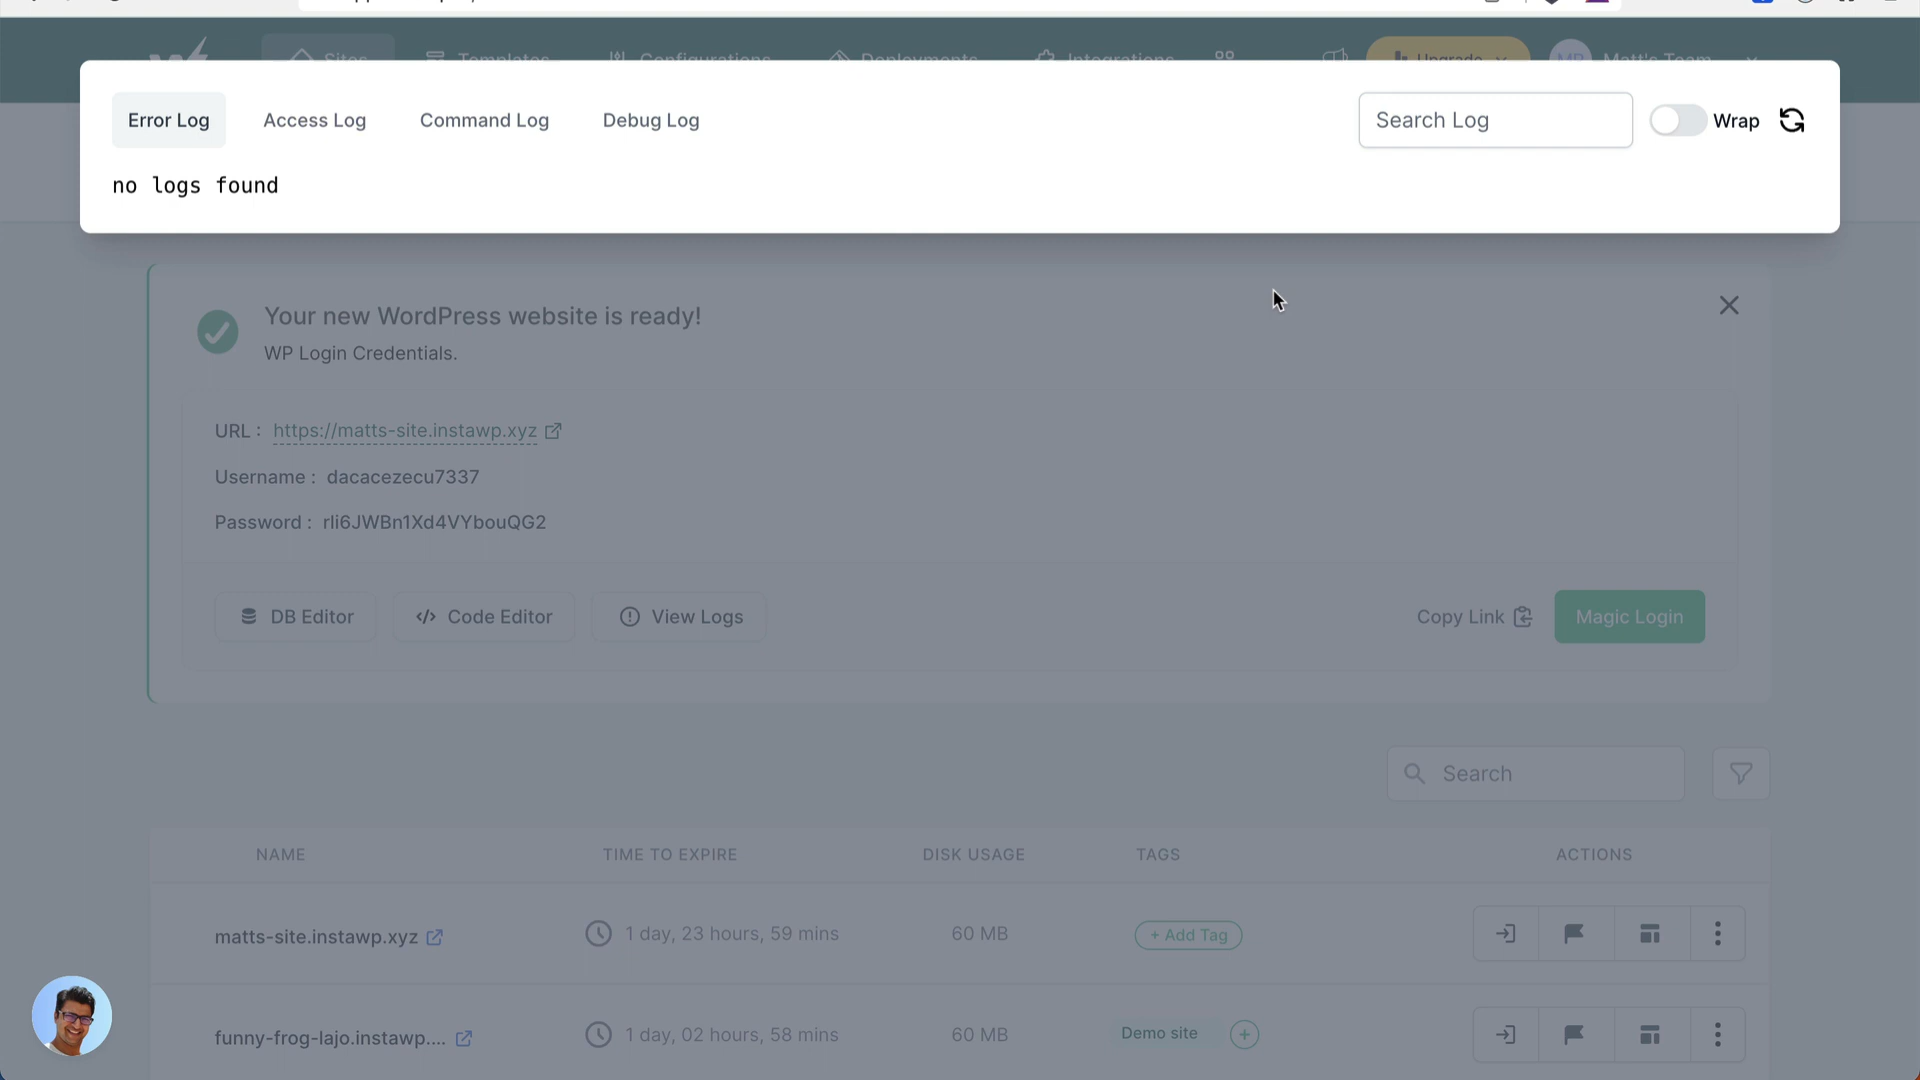 Sites Templates Configurations Deployments Integrations Upgrade MP Matt's Team
Error Log Access Log Command Log Debug Log Search Log Wrap
no logs found
Your new WordPress website is ready!
WP Login Credentials.
URL : https://matts-site.instawp.xyz
Username : dacacezecu7337
Password : rli6JWBn1Xd4VYbouQG2
DB Editor Code Editor View Logs Copy Link Magic Login
Search
NAME TIME TO EXPIRE DISK USAGE TAGS ACTIONS
matts-site.instawp.xyz 1 day, 23 hours, 59 mins 60 MB + Add Tag
funny-frog-lajo.instawp.... 1 day, 02 hours, 58 mins 60 MB Demo site